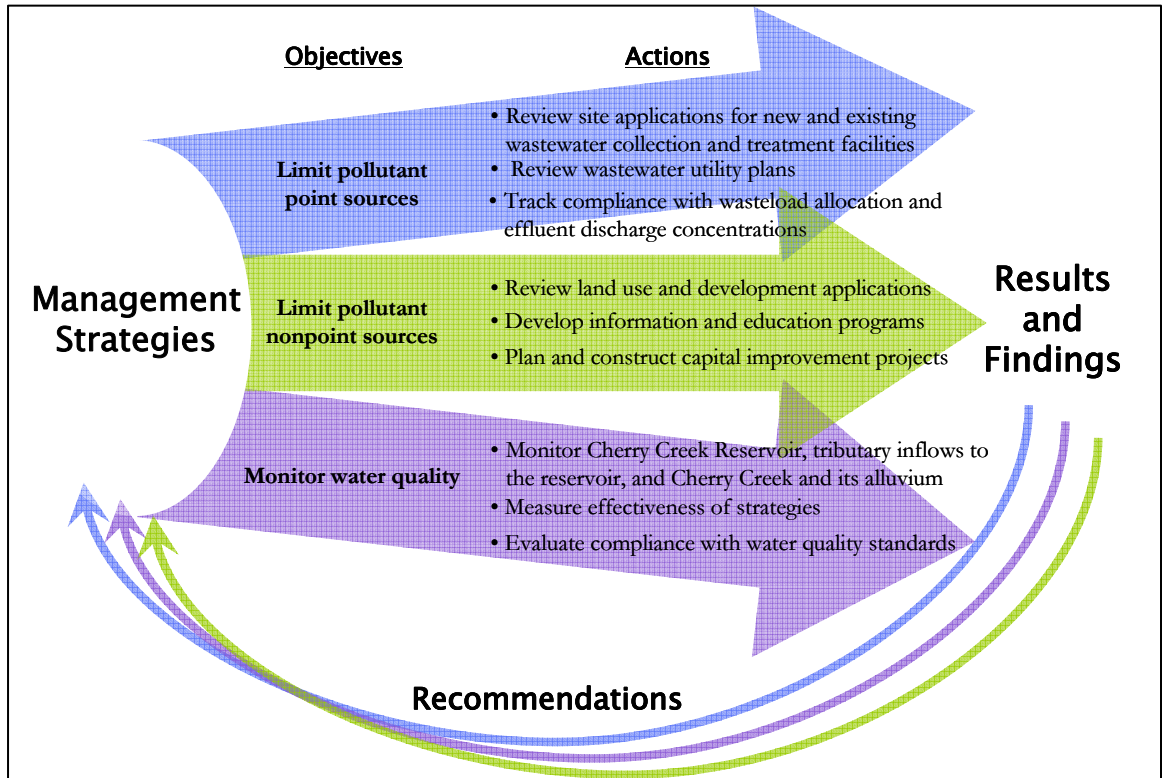 Objectives
Actions
• Review site applications for new and existing
wastewater collection and treatment facilities
• Review wastewater utility plans
• Track compliance with wasteload allocation and
effluent discharge concentrations
Limit pollutant
point sources
Management
Strategies
Limit pollutant
nonpoint sources
• Review land use and development applications
• Develop information and education programs
• Plan and construct capital improvement projects
Results
and
Findings
Monitor water quality
• Monitor Cherry Creek Reservoir, tributary inflows to
the reservoir, and Cherry Creek and its alluvium
• Measure effectiveness of strategies
• Evaluate compliance with water quality standards
Recommendations